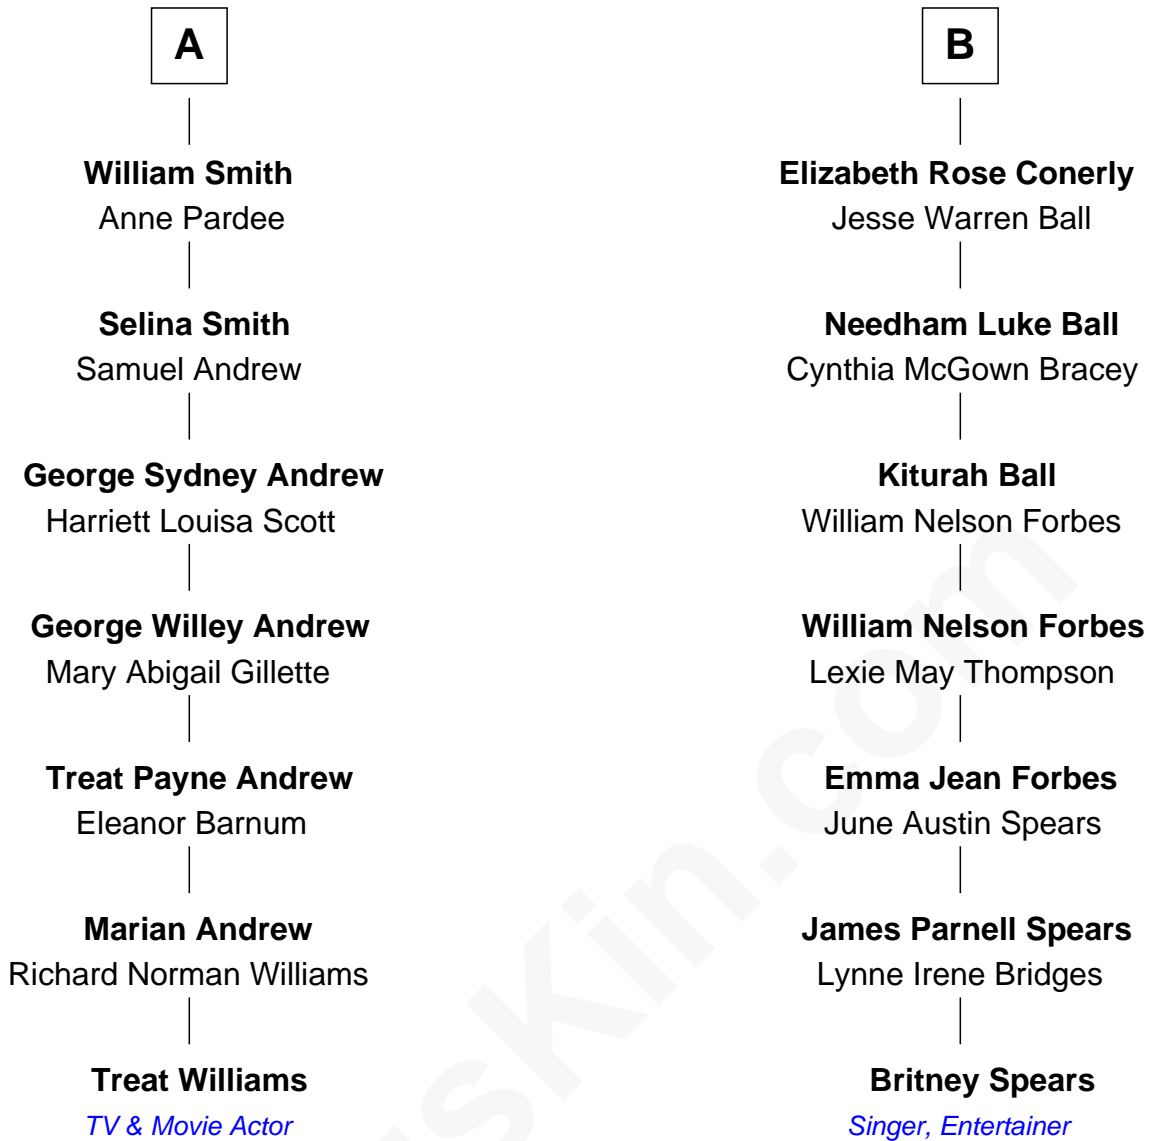 A
William Smith
Anne Pardee
Selina Smith
Samuel Andrew
George Sydney Andrew
Harriett Louisa Scott
George Willey Andrew
Mary Abigail Gillette
Treat Payne Andrew
Eleanor Barnum
Marian Andrew
Richard Norman Williams
Treat Williams
TV & Movie Actor
B
Elizabeth Rose Conerly
Jesse Warren Ball
Needham Luke Ball
Cynthia McGown Bracey
Kiturah Ball
William Nelson Forbes
William Nelson Forbes
Lexie May Thompson
Emma Jean Forbes
June Austin Spears
James Parnell Spears
Lynne Irene Bridges
Britney Spears
Singer, Entertainer
usKin.com